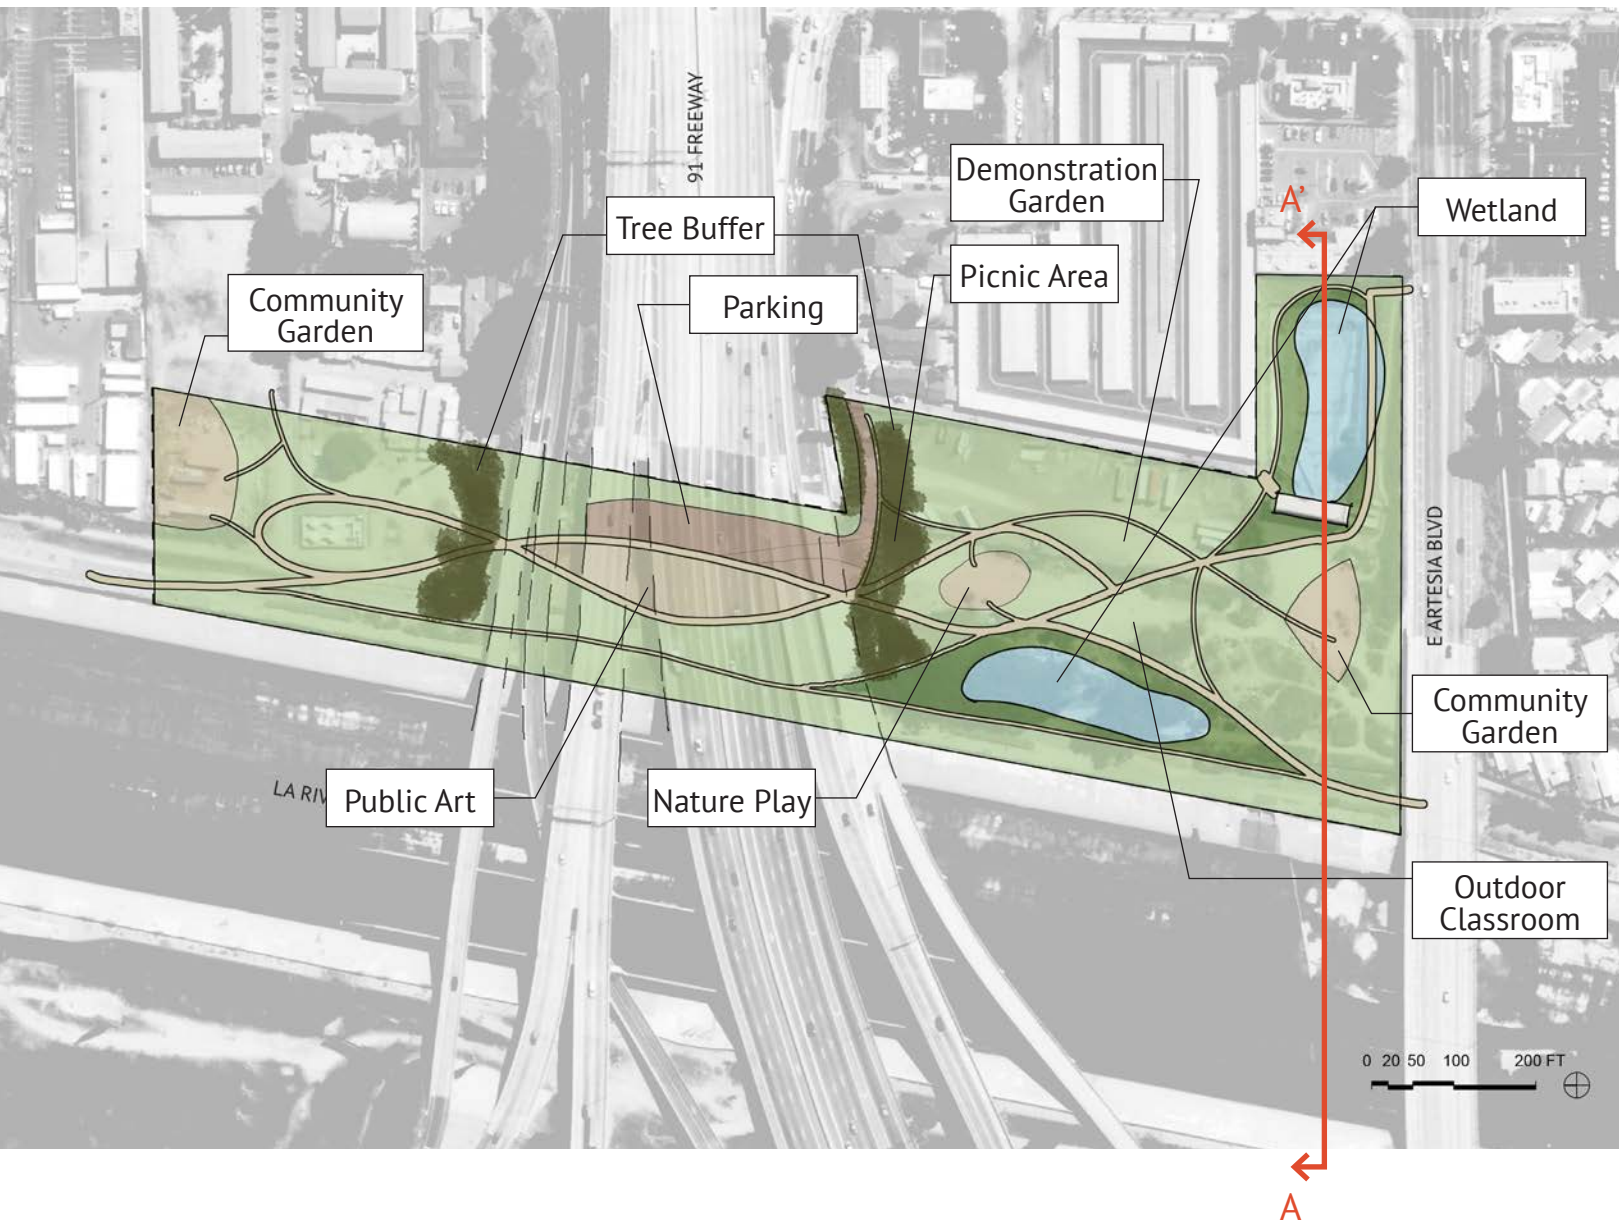 91 FREEWAY
Demonstration
Garden
A’
Wetland
Tree Buffer
Picnic Area
Community
Garden
Parking
E ARTESIA BLVD
Community
Garden
LA RIV
Public Art
Nature Play
Outdoor
Classroom
0 20 50 100 200 FT
A